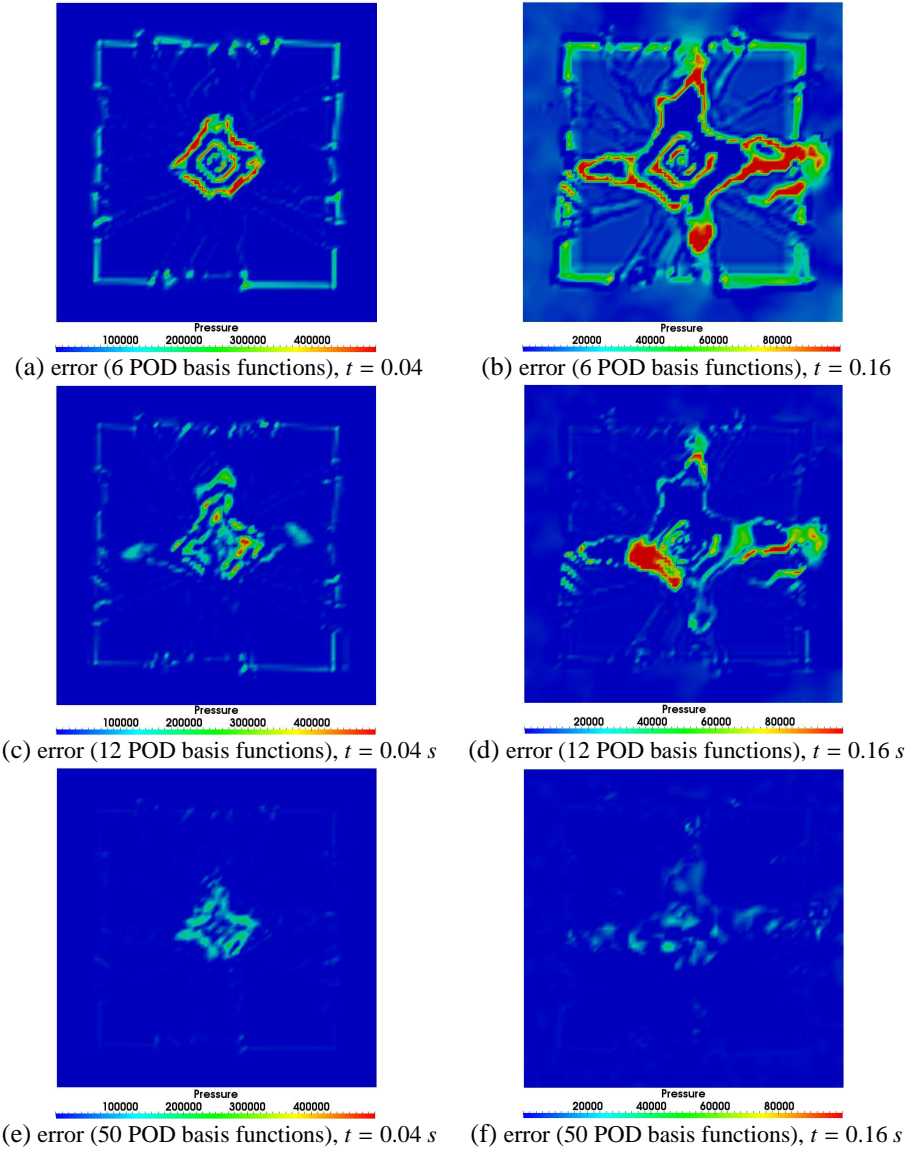 Pressure
100000 200000 300000 400000
(a) error (6 POD basis functions), t = 0.04
Pressure
20000 40000 60000 80000
(b) error (6 POD basis functions), t = 0.16
Pressure
100000 200000 300000 400000
(c) error (12 POD basis functions), t = 0.04 s
Pressure
20000 40000 60000 80000
(d) error (12 POD basis functions), t = 0.16 s
Pressure
100000 200000 300000 400000
(e) error (50 POD basis functions), t = 0.04 s
Pressure
20000 40000 60000 80000
(f) error (50 POD basis functions), t = 0.16 s